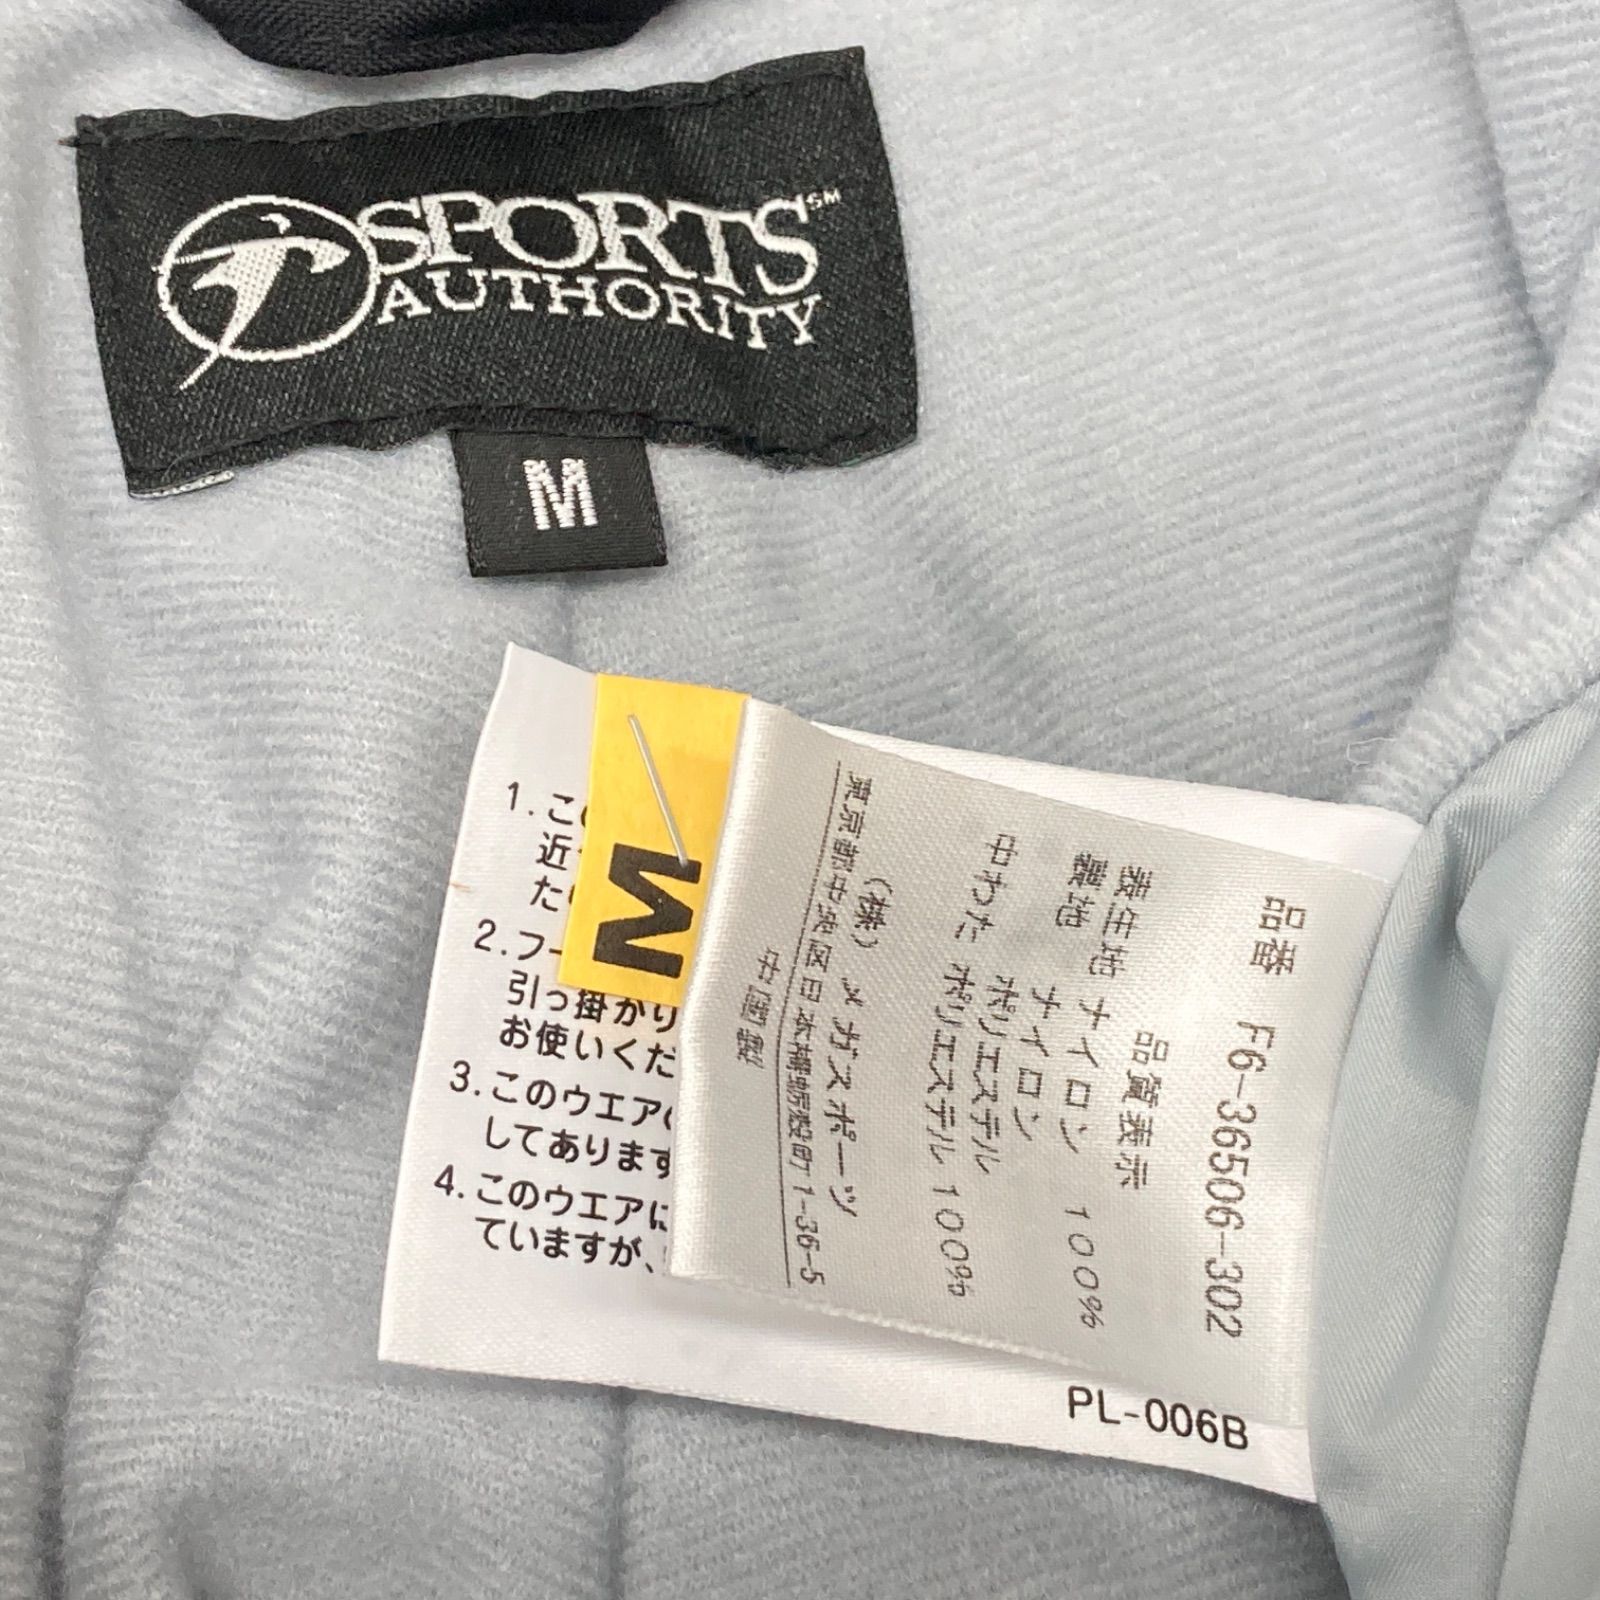 SPORTS SM
AUTHORITY
M
M
1.この
近
た
2.フー
引っ掛かり
お使いくだ
3.このウエアの
してあります
4.このウエアに
ていますが、
品番 F6-36506-302
品質表示
表生地 ナイロン 100%
裏地 ナイロン
ポリエステル
中わた ポリエステル 100%
(株)メガスポーツ
東京都中央区日本橋蛎殻町1-36-5
中国製
PL-006B